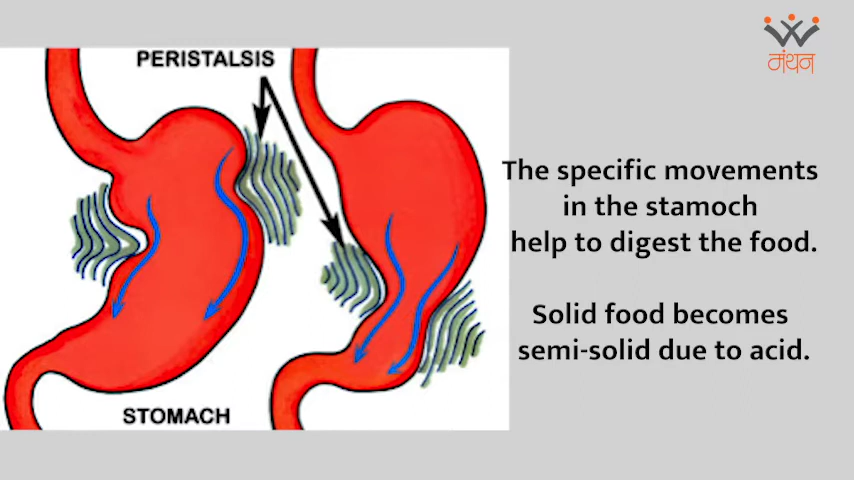 मंथन
PERISTALSIS
The specific movements
in the stamoch
help to digest the food.
Solid food becomes
semi-solid due to acid.
STOMACH